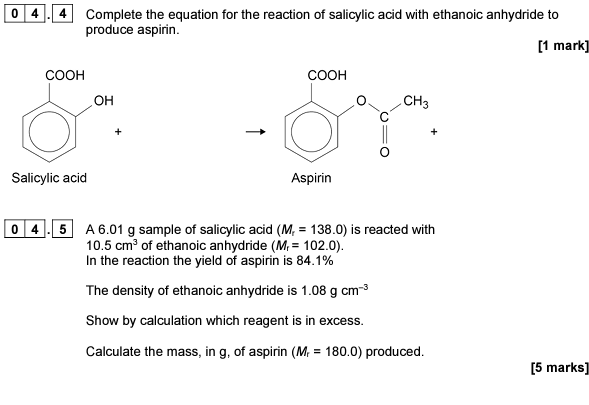 0 4 . 4 Complete the equation for the reaction of salicylic acid with ethanoic anhydride to
produce aspirin.
[1 mark]
COOH
OH
+
Salicylic acid
→
COOH
O
CH₃
C
O
+
Aspirin
0 4 . 5 A 6.01 g sample of salicylic acid (Mᵣ = 138.0) is reacted with
10.5 cm³ of ethanoic anhydride (Mᵣ = 102.0).
In the reaction the yield of aspirin is 84.1%
The density of ethanoic anhydride is 1.08 g cm⁻³
Show by calculation which reagent is in excess.
Calculate the mass, in g, of aspirin (Mᵣ = 180.0) produced.
[5 marks]